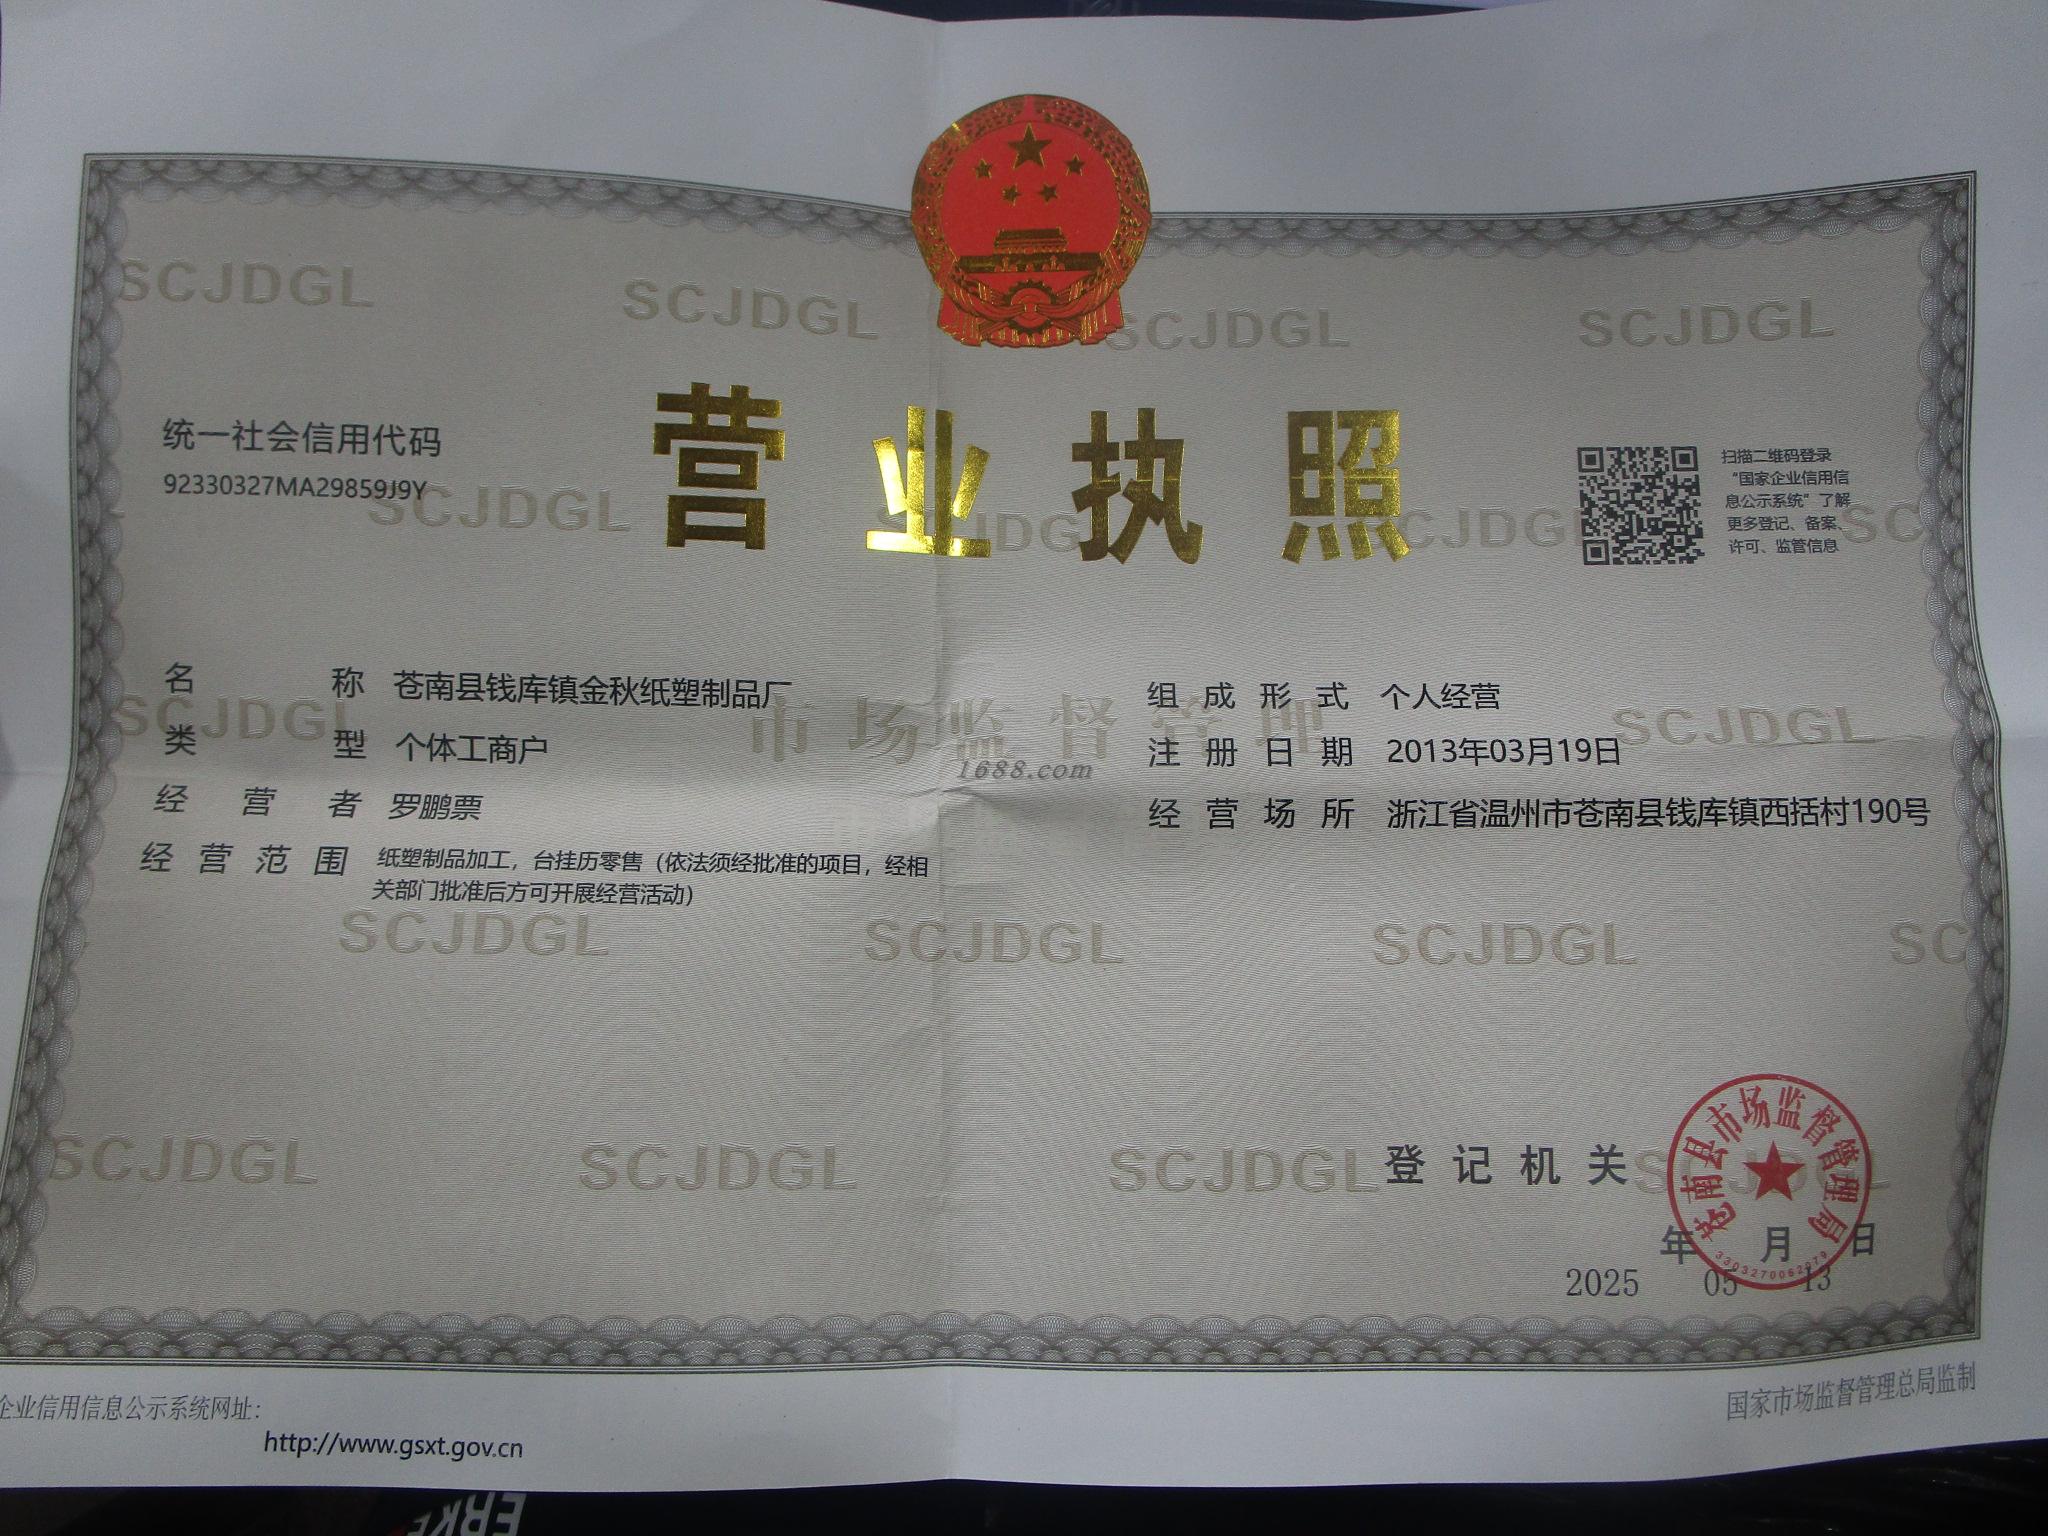 SCJDGL SCJDGL SCJDGL SCJDGL
营业执照
统一社会信用代码
92330327MA29859J9Y
SCJDGL SCJDGL SC
扫描二维码登录
“国家企业信用信
息公示系统”了解
更多登记、备案、
许可、监管信息
名称 苍南县钱库镇金秋纸塑制品厂
类型 个体工商户
经营者 罗鹏票
经营范围 纸塑制品加工，台挂历零售（依法须经批准的项目，经相
关部门批准后方可开展经营活动）
组成形式 个人经营
注册日期 2013年03月19日
经营场所 浙江省温州市苍南县钱库镇西括村190号
SCJDGL 市场监督管理 SCJDGL
1688.com
SCJDGL SCJDGL SCJDGL SC
SCJDGL SCJDGL SCJDGL
登记机关
苍南县市场监督管理局
3303270062079
年 月 日
2025 05 13
企业信用信息公示系统网址：
http://www.gsxt.gov.cn
国家市场监督管理总局监制